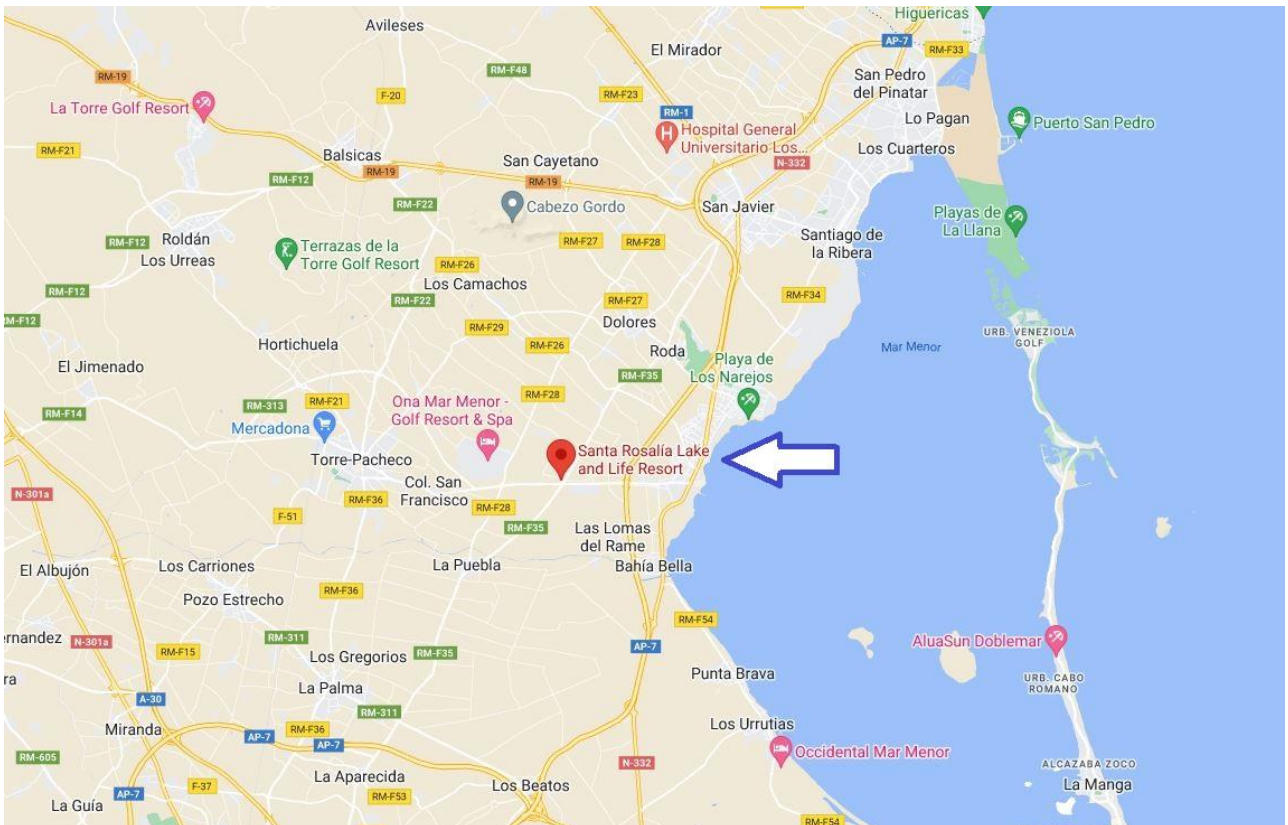 Higuericas
Avileses
El Mirador
AP-7
RM-F33
RM-19
RM-F48
San Pedro
del Pinatar
La Torre Golf Resort
F-20
RM-F23
RM-1
Lo Pagan
Puerto San Pedro
Hospital General
Universitario Los...
RM-F21
Balsicas
San Cayetano
N-332
Los Cuarteros
RM-F12
RM-19
RM-19
Cabezo Gordo
San Javier
Playas de
La Llana
RM-F22
RM-F12
Roldán
Los Urreas
Terrazas de la
Torre Golf Resort
RM-F27
RM-F28
Santiago de
la Ribera
RM-F26
Los Camachos
RM-F12
RM-F22
RM-F27
RM-F34
M-F12
RM-F29
Dolores
URB. VENEZIOLA
GOLF
Hortichuela
RM-F26
Roda
Playa de
Los Narejos
Mar Menor
El Jimenado
RM-F35
RM-F14
RM-313
RM-F21
Ona Mar Menor -
Golf Resort & Spa
RM-F28
Mercadona
Torre-Pacheco
Santa Rosalía Lake
and Life Resort
Col. San
Francisco
N-301a
RM-F36
RM-F28
F-51
RM-F35
Las Lomas
del Rame
El Albujón
Los Carriones
La Puebla
Bahía Bella
RM-F36
Pozo Estrecho
RM-F54
ernandez
N-301a
RM-311
RM-F15
Los Gregorios
RM-F35
AP-7
AluaSun Doblemar
ra
La Palma
Punta Brava
URB. CABO
ROMANO
A-30
RM-311
Miranda
RM-F36
Los Urrutias
AP-7
AP-7
Occidental Mar Menor
RM-605
N-332
ALCAZABA ZOCO
La Manga
La Aparecida
F-37
Los Beatos
AP-7
RM-F53
La Guía
RM-F54